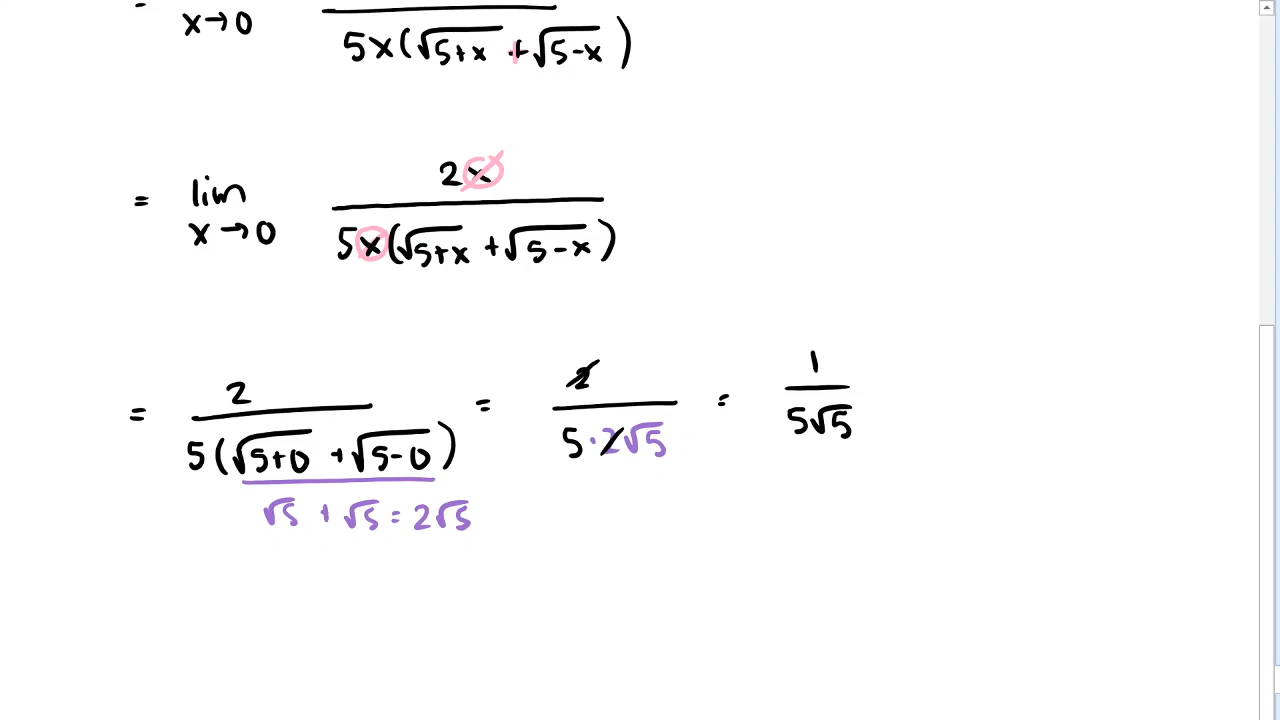 = x→0 5x(√5+x + √5-x)
= lim x→0 2x / 5x(√5+x + √5-x)
= 2 / 5(√5+0 + √5-0) = 2 / 5·2√5 = 1 / 5√5
√5 + √5 = 2√5